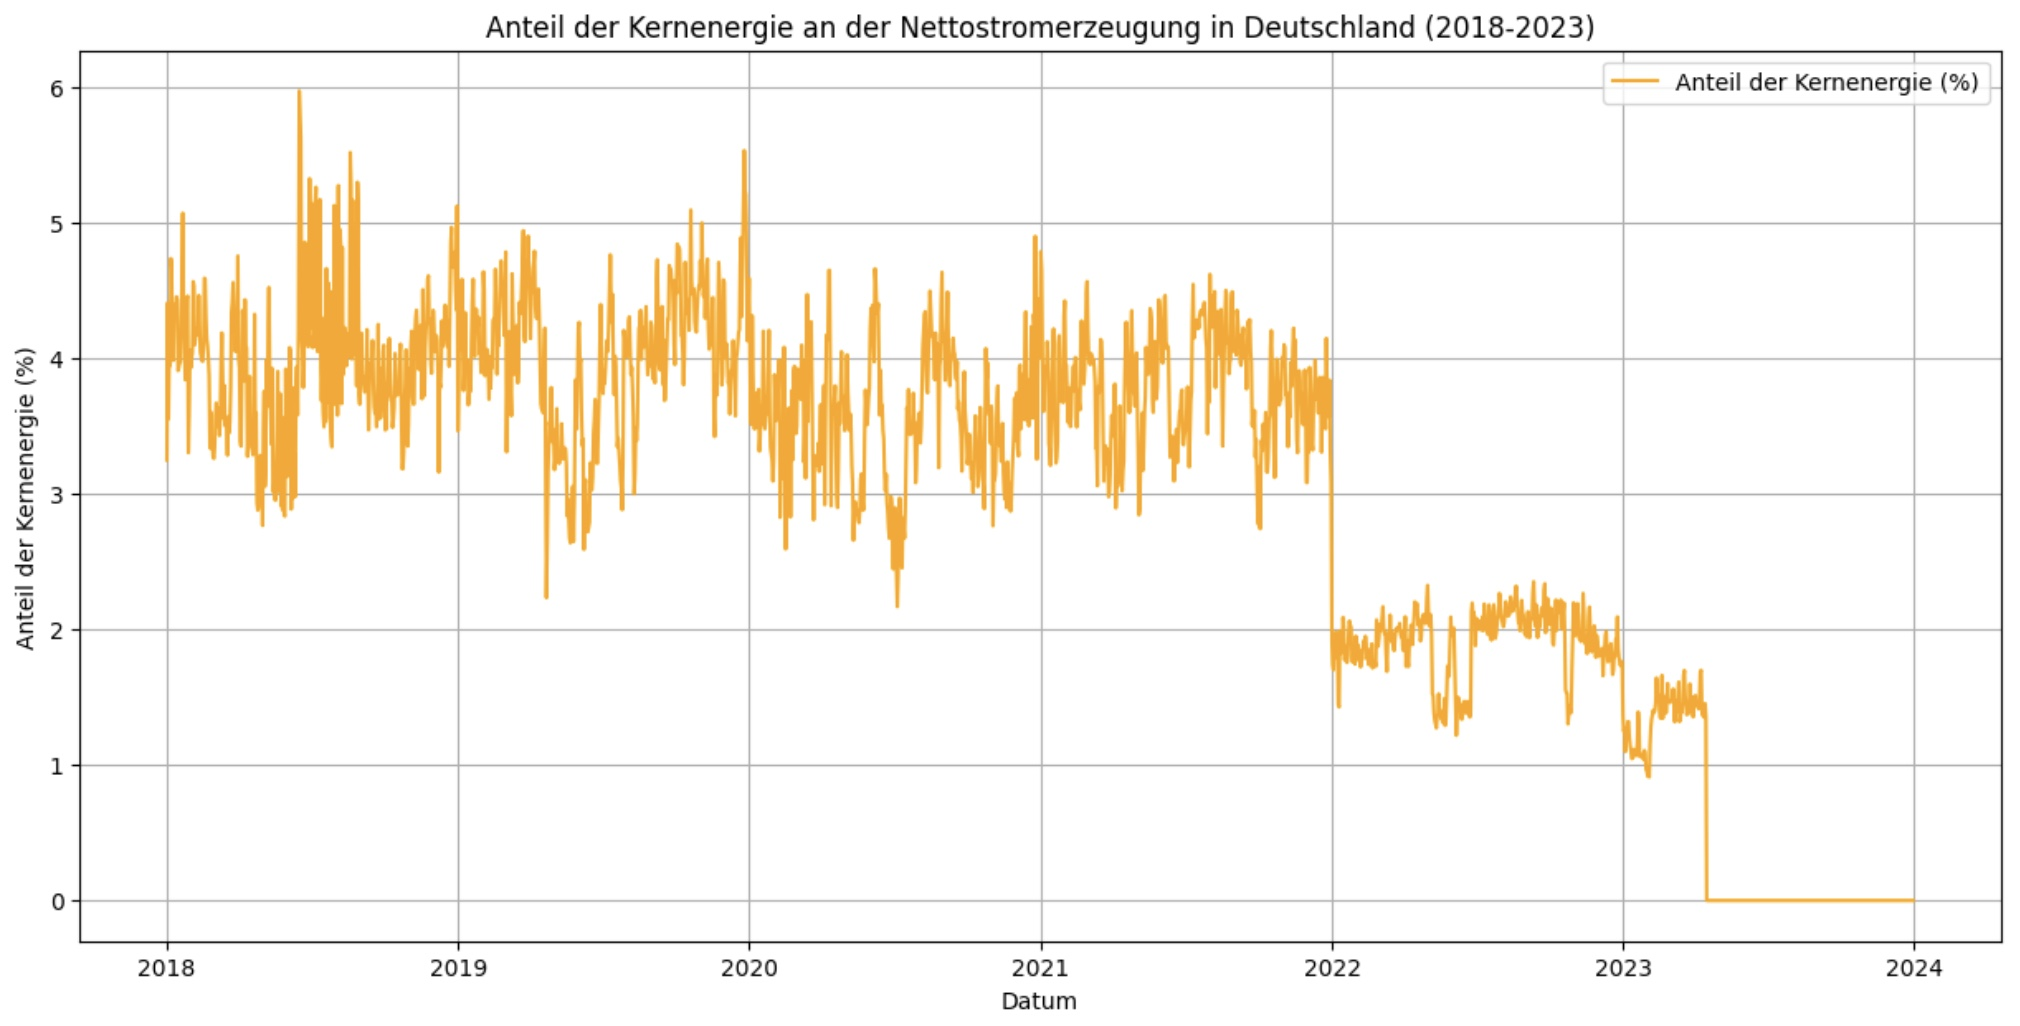 Anteil der Kernenergie an der Nettostromerzeugung in Deutschland (2018-2023)
Anteil der Kernenergie (%)
Anteil der Kernenergie (%)
6
5
4
3
2
1
0
2018 2019 2020 2021 2022 2023 2024
Datum